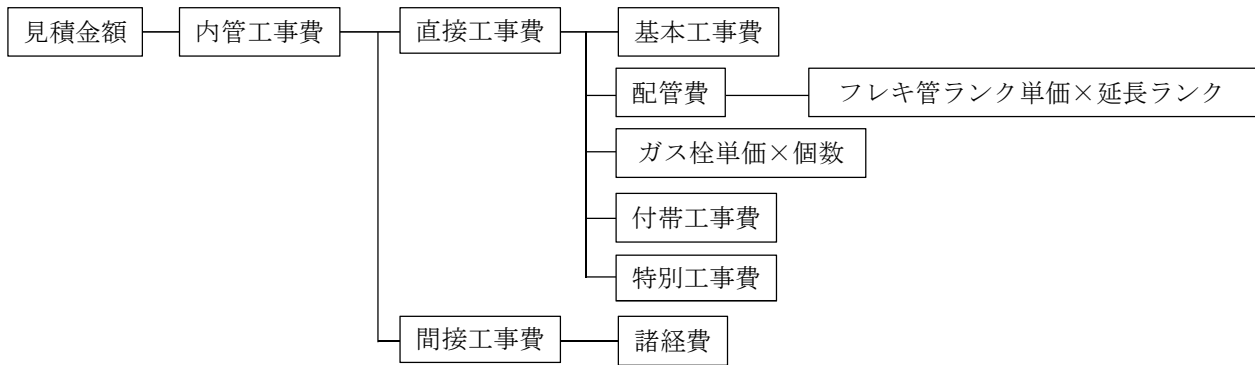 見積金額
内管工事費
直接工事費
基本工事費
配管費
フレキ管ランク単価×延長ランク
ガス栓単価×個数
付帯工事費
特別工事費
間接工事費
諸経費